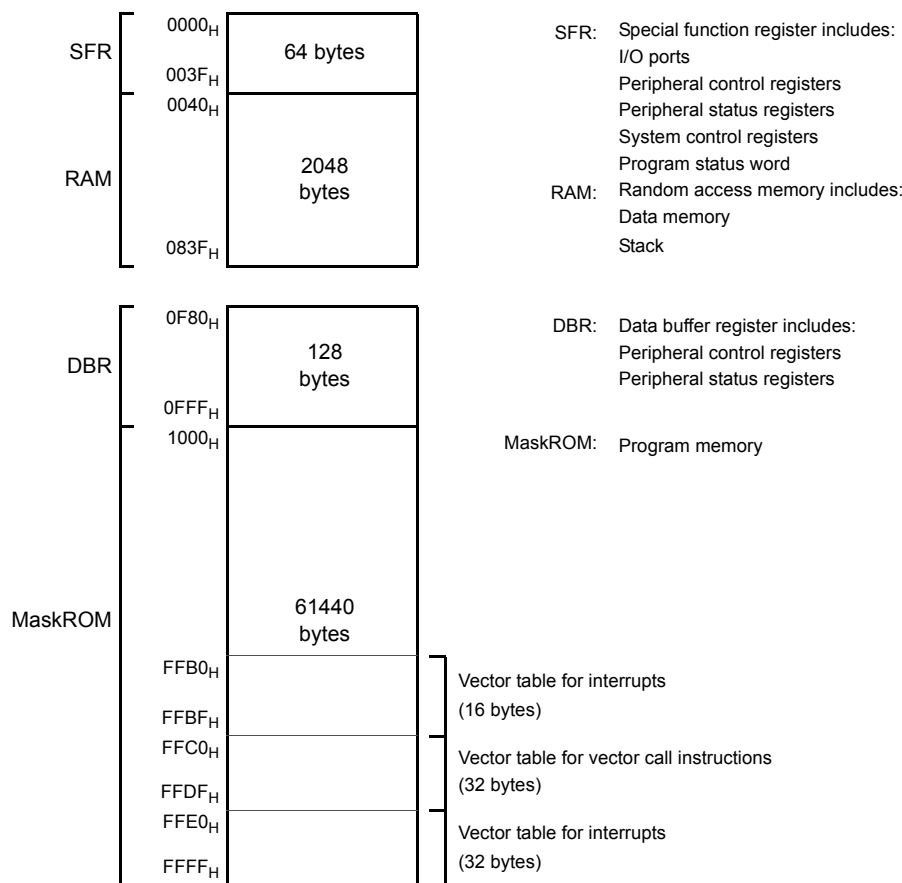 0000H
SFR
64 bytes
003FH
0040H
RAM
2048
bytes
083FH
SFR: Special function register includes:
I/O ports
Peripheral control registers
Peripheral status registers
System control registers
Program status word
RAM: Random access memory includes:
Data memory
Stack
0F80H
DBR
128
bytes
0FFFH
DBR: Data buffer register includes:
Peripheral control registers
Peripheral status registers
1000H
MaskROM: Program memory
MaskROM
61440
bytes
FFB0H
Vector table for interrupts
(16 bytes)
FFBFH
FFC0H
Vector table for vector call instructions
(32 bytes)
FFDFH
FFE0H
Vector table for interrupts
(32 bytes)
FFFFH